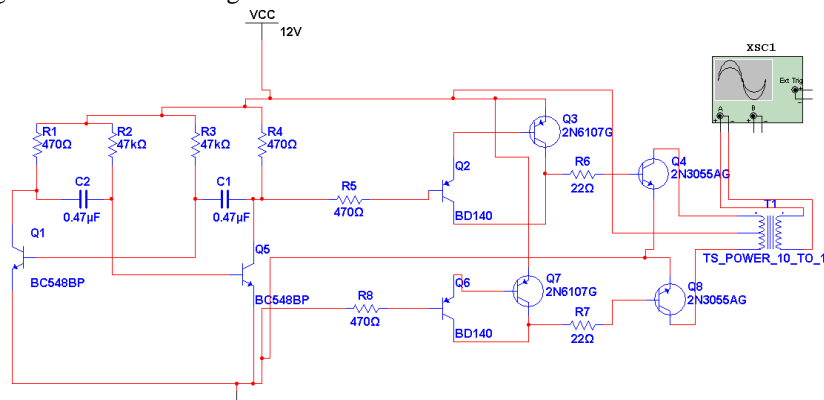 VCC
12V
XSC1
Ext Trig
A
B
R1
470Ω
R2
47kΩ
R3
47kΩ
R4
470Ω
C2
0.47µF
C1
0.47µF
Q1
BC548BP
Q5
BC548BP
R5
470Ω
R8
470Ω
Q2
BD140
Q6
BD140
Q3
2N6107G
Q7
2N6107G
R6
22Ω
R7
22Ω
Q4
2N3055AG
Q8
2N3055AG
T1
TS_POWER_10_TO_1